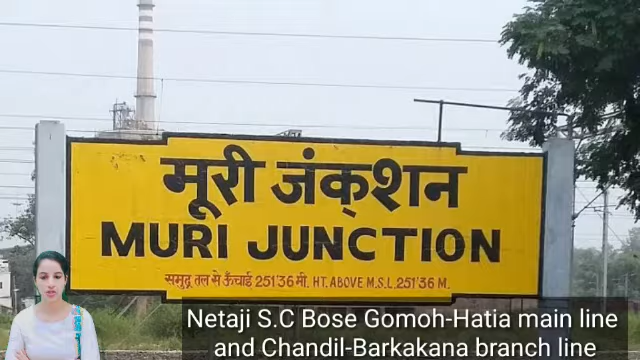 मूरी जंक्शन
MURI JUNCTION
समुद्र तल से ऊँचाई 251'36 मी. HT. ABOVE M.S.L. 251'36 M.
Netaji S.C Bose Gomoh-Hatia main line
and Chandil-Barkakana branch line